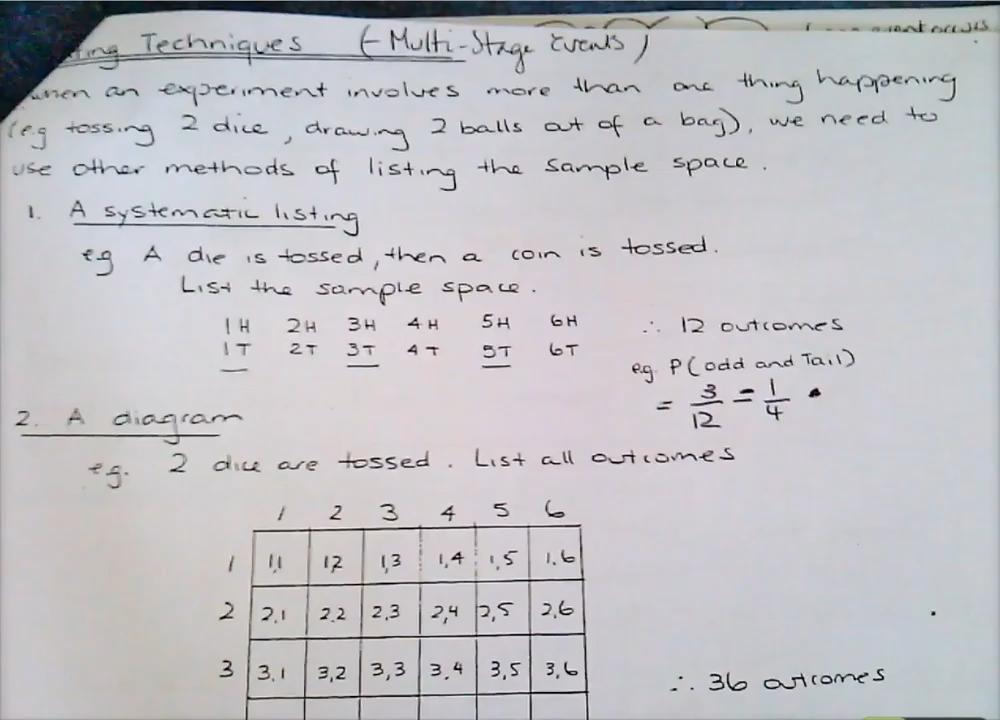 Techniques (-Multi-Stage Events)
When an experiment involves more than one thing happening
(eg tossing 2 dice, drawing 2 balls out of a bag), we need to
use other methods of listing the sample space.
1. A systematic listing
eg A die is tossed, then a coin is tossed.
List the sample space.
1H 2H 3H 4H 5H 6H ∴ 12 outcomes
1T 2T 3T 4T 5T 6T
eg. P(odd and Tail)
= 3/12 = 1/4
2. A diagram
eg. 2 dice are tossed. List all outcomes
1 2 3 4 5 6
1 1,1 1,2 1,3 1,4 1,5 1,6
2 2,1 2,2 2,3 2,4 2,5 2,6
3 3,1 3,2 3,3 3,4 3,5 3,6
∴ 36 outcomes